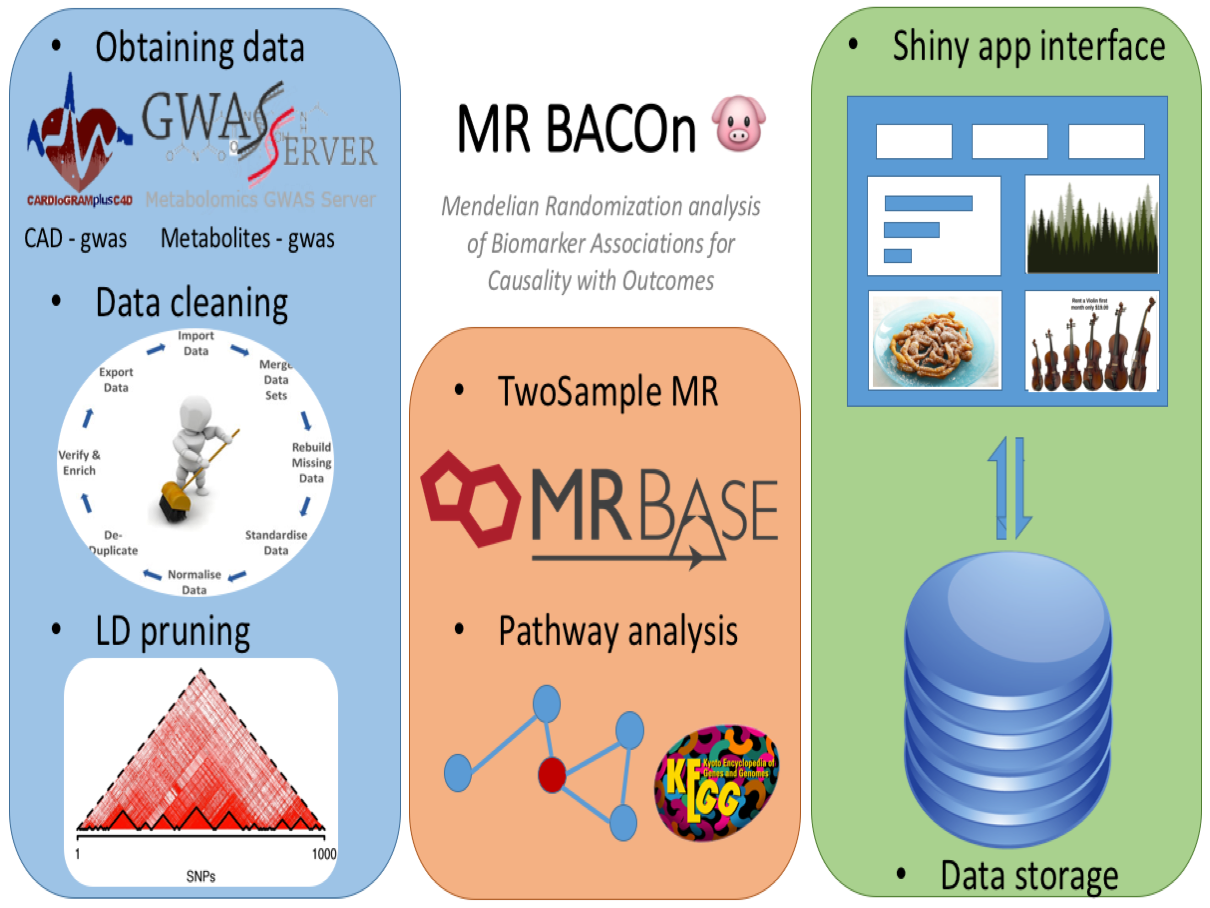 • Obtaining data
GWAS
SERVER
CARDIoGRAMplusC4D
Metabolomics GWAS Server
CAD - gwas
Metabolites - gwas
• Data cleaning
Import
Data
Merge
Data
Sets
Rebuild
Missing
Data
Standardise
Data
Normalise
Data
De-
Duplicate
Verify &
Enrich
Export
Data
• LD pruning
1
1000
SNPs
MR BACOn
Mendelian Randomization analysis
of Biomarker Associations for
Causality with Outcomes
• TwoSample MR
MRBASE
• Pathway analysis
KEGG
Kyoto Encyclopedia of
Genes and Genomes
• Shiny app interface
Rent a Violin first
month only $19.99
• Data storage